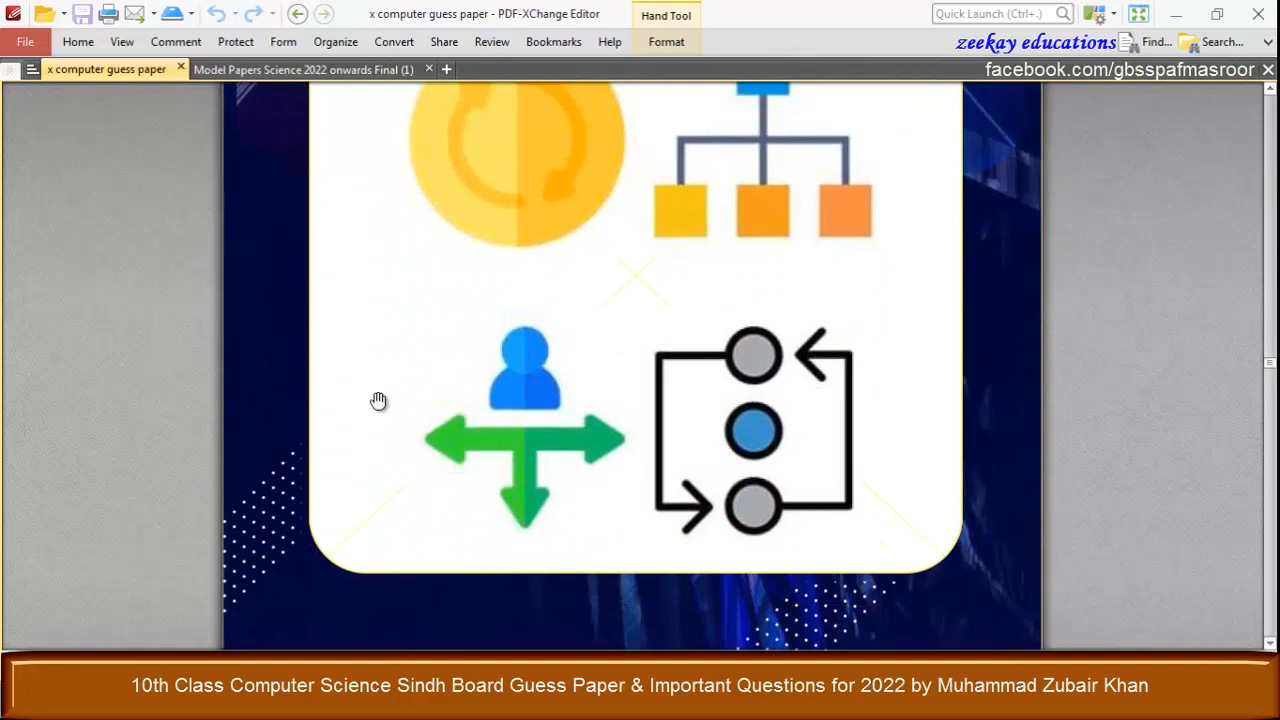 x computer guess paper - PDF-XChange Editor
Hand Tool
Quick Launch (Ctrl+.)
File Home View Comment Protect Form Organize Convert Share Review Bookmarks Help Format
zeekay educations
Find...
Search...
x computer guess paper
Model Papers Science 2022 onwards Final (1)
facebook.com/gbsspafmasroor
10th Class Computer Science Sindh Board Guess Paper & Important Questions for 2022 by Muhammad Zubair Khan